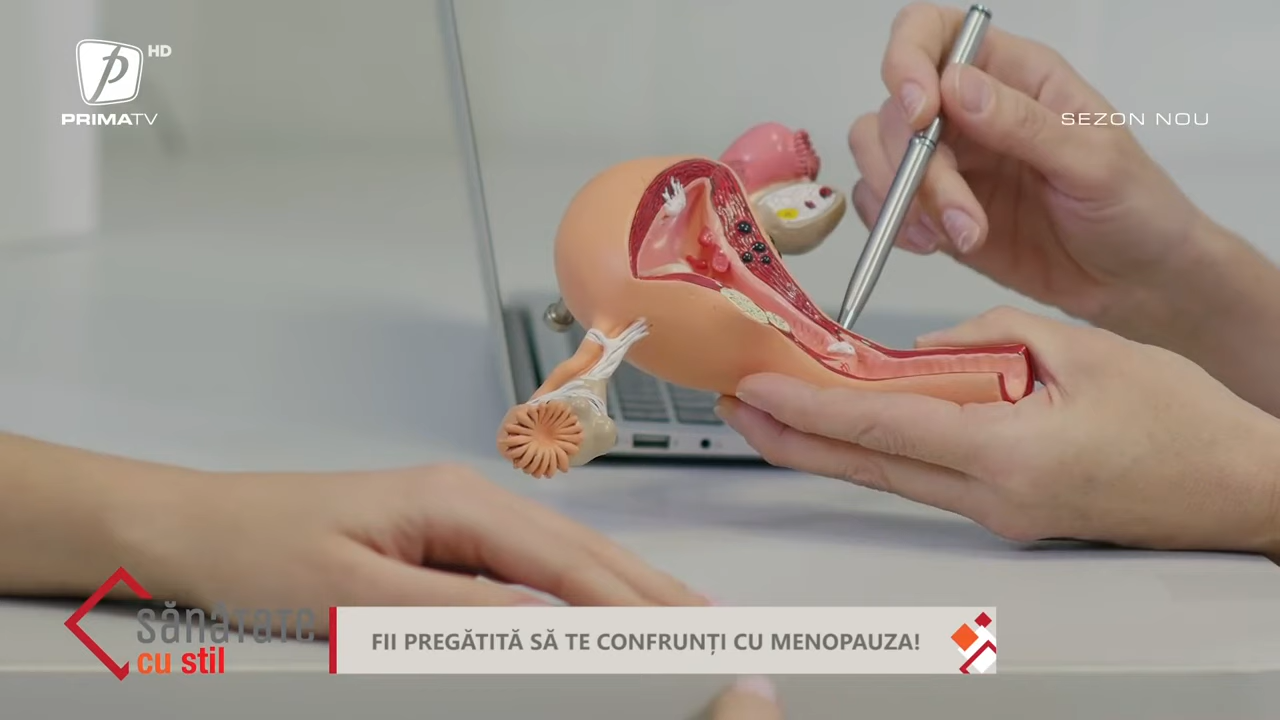 HD
PRIMATV
SEZON NOU
sănătate
cu stil
FII PREGĂTITĂ SĂ TE CONFRUNȚI CU MENOPAUZA!